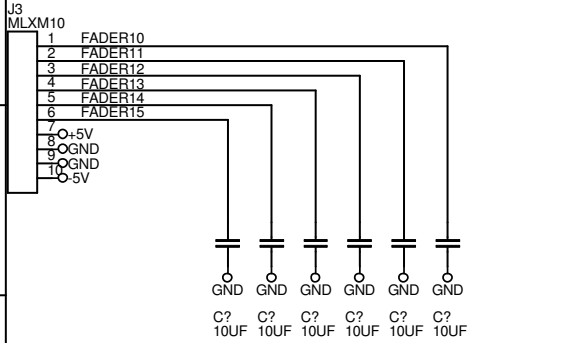 J3
MLXM10
1 FADER10
2 FADER11
3 FADER12
4 FADER13
5 FADER14
6 FADER15
7 +5V
8 GND
9 GND
10 -5V
GND GND GND GND GND GND
C? C? C? C? C? C?
10UF 10UF 10UF 10UF 10UF 10UF